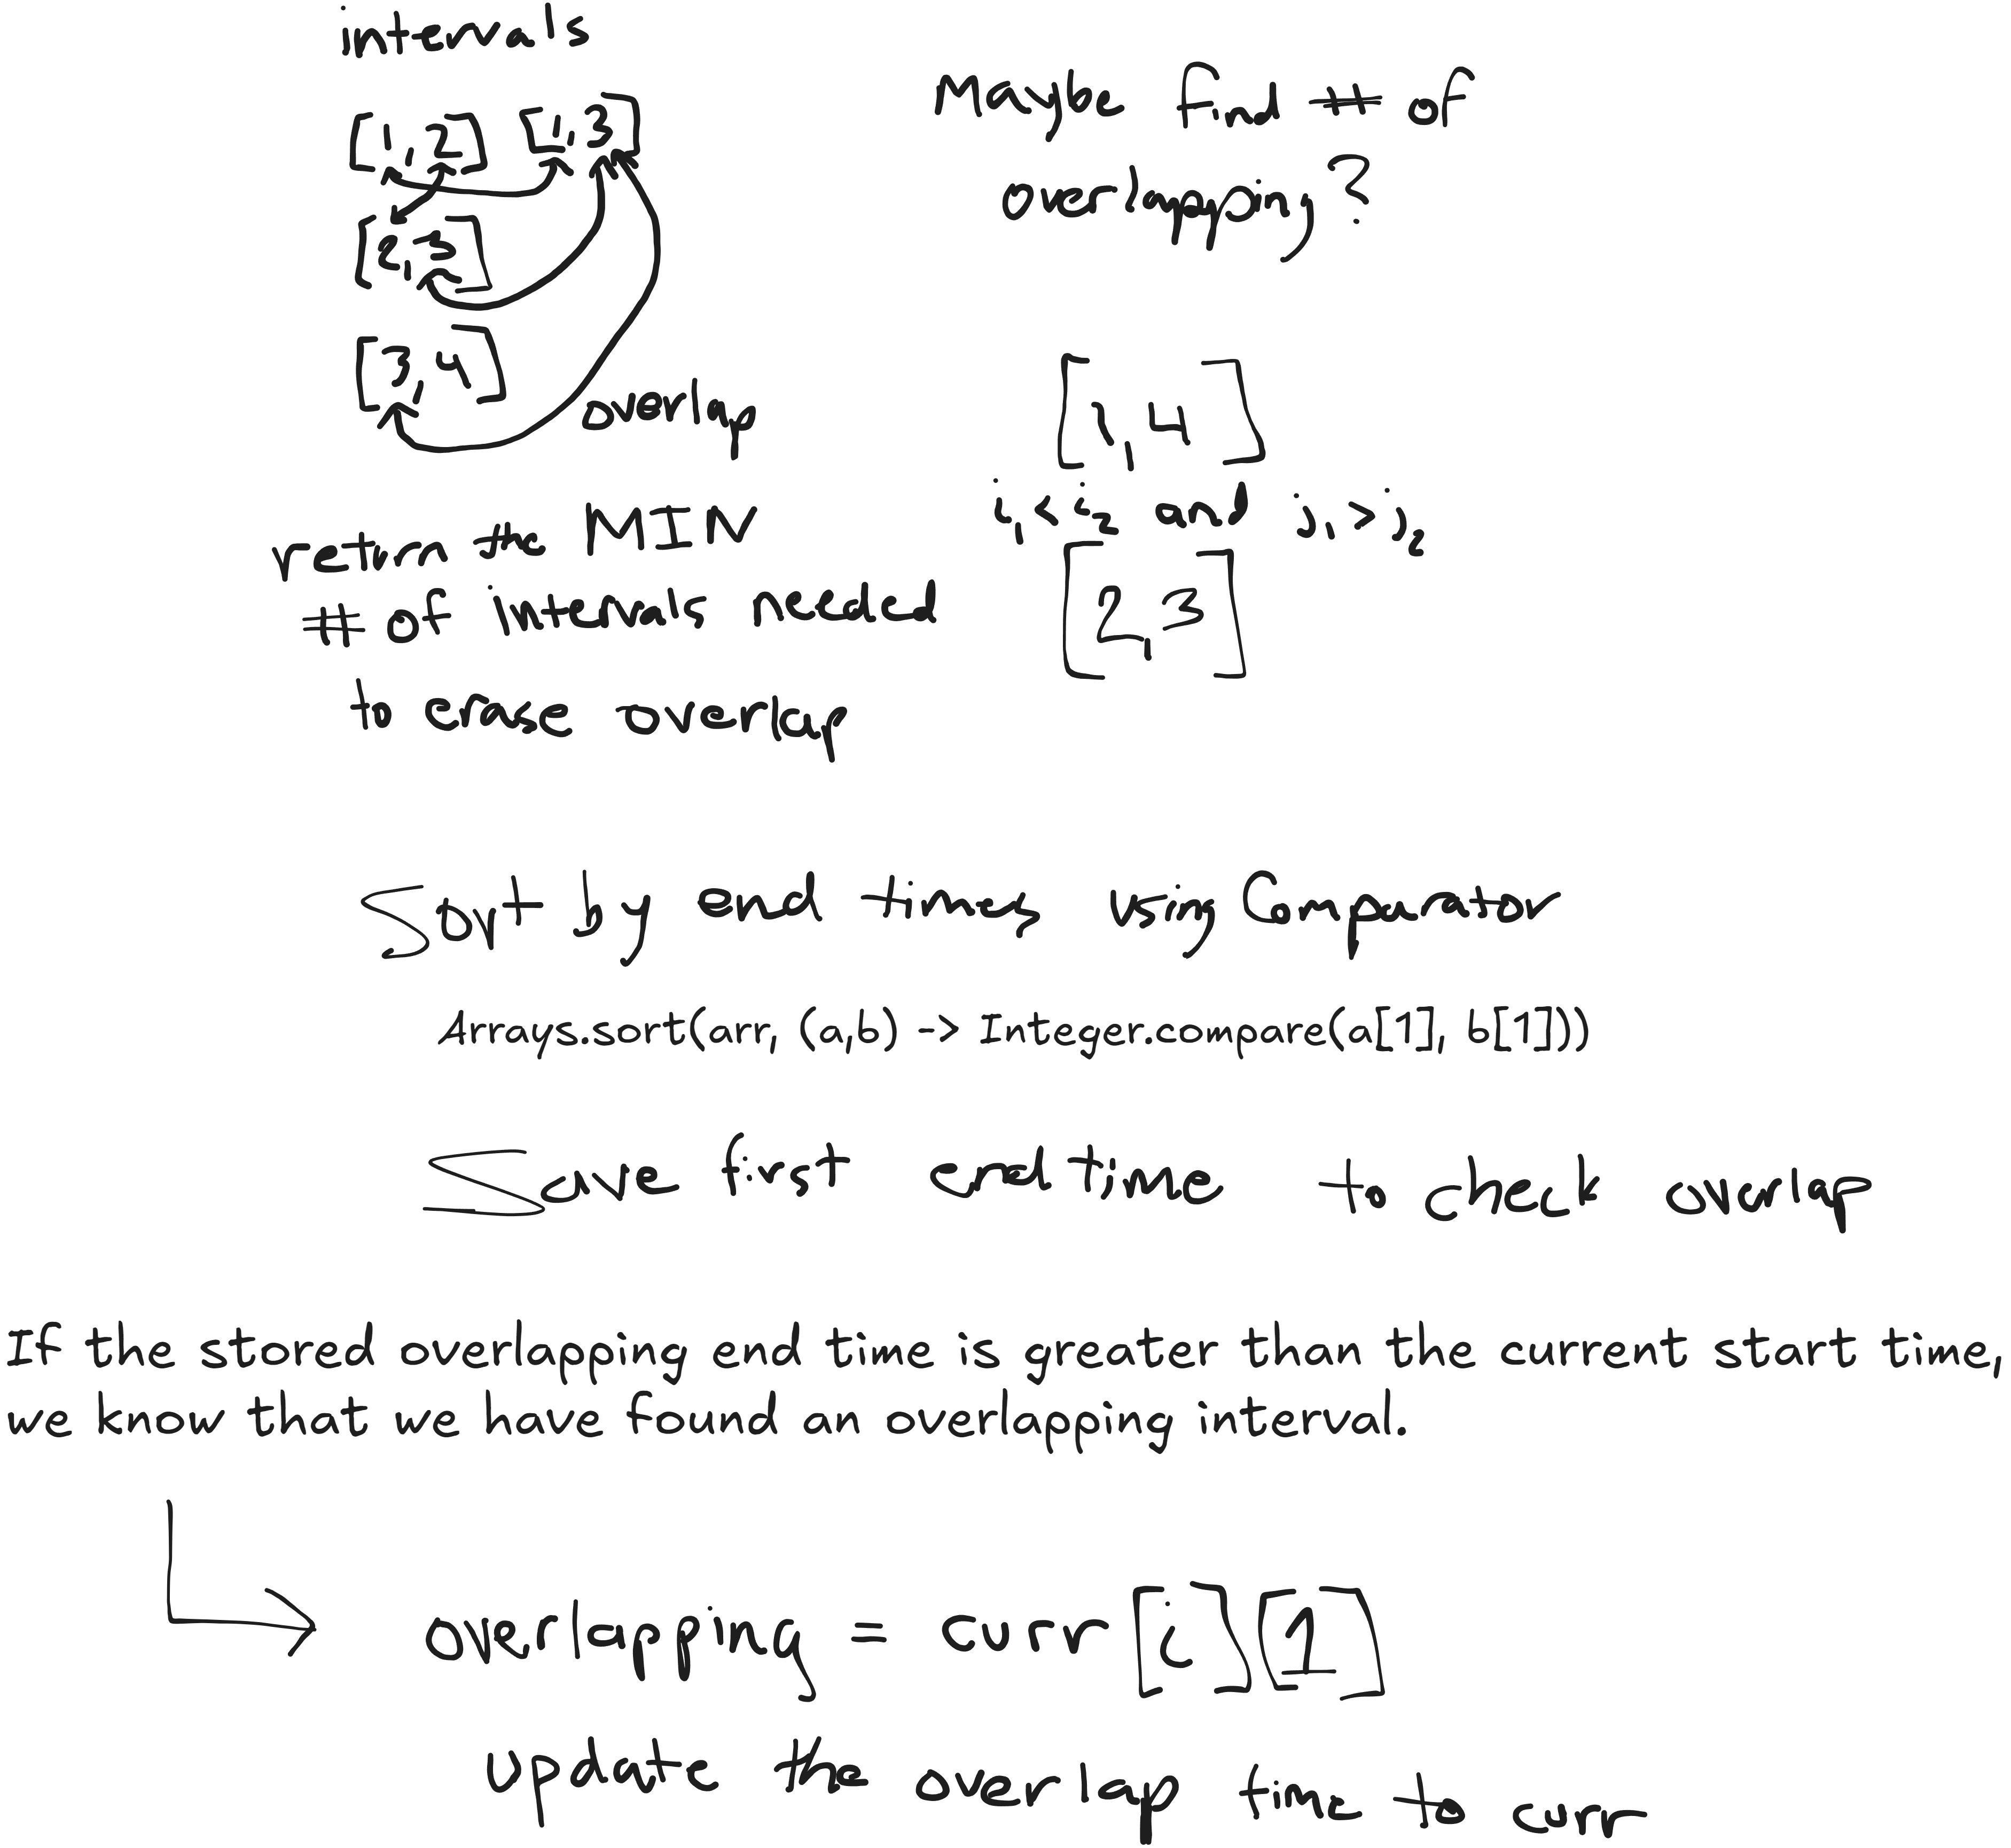 intervals
[1,2] [1,3]
[2,3]
[3,4]
overlap
return the MIN
# of intervals needed
to erase overlap
Maybe find # of
overlapping?
[1,4]
i₁ < i₂ and j₁ > j₂
[2,3]
Sort by end times using Comparator
Arrays.sort(arr, (a,b) -> Integer.compare(a[1], b[1]))
Save first end time to check overlap
If the stored overlapping end time is greater than the current start time,
we know that we have found an overlapping interval.
overlapping = curr[i][1]
update the overlap time to curr